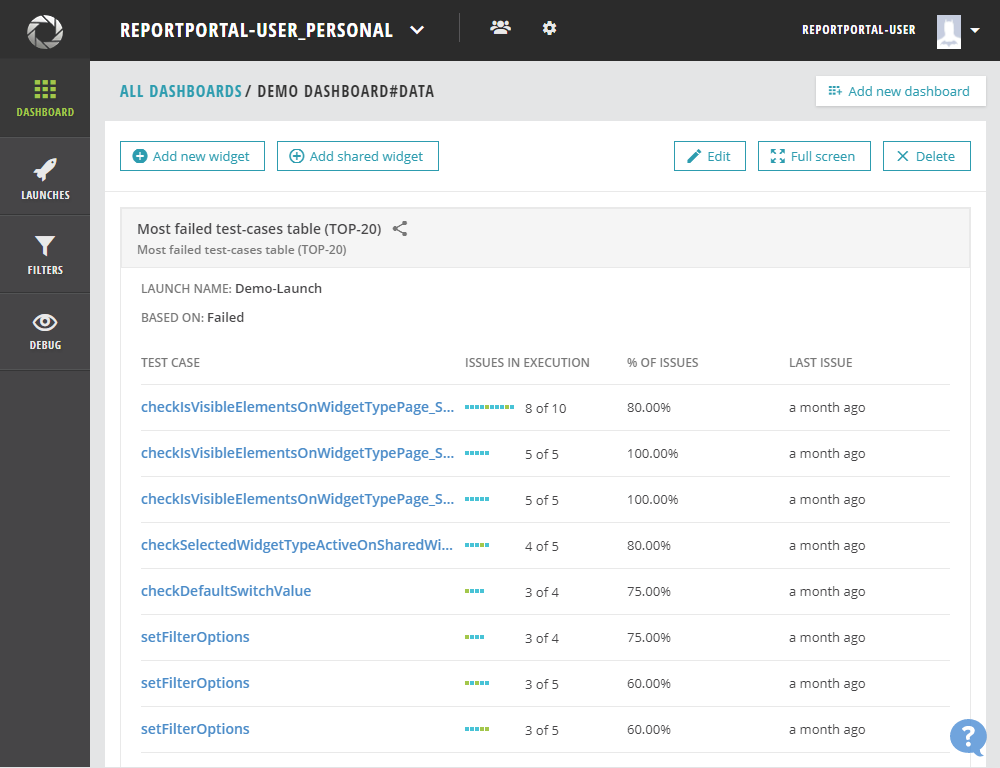 REPORTPORTAL-USER_PERSONAL
REPORTPORTAL-USER
DASHBOARD
LAUNCHES
FILTERS
DEBUG
ALL DASHBOARDS / DEMO DASHBOARD#DATA
Add new dashboard
Add new widget
Add shared widget
Edit
Full screen
Delete
Most failed test-cases table (TOP-20)
Most failed test-cases table (TOP-20)
LAUNCH NAME: Demo-Launch
BASED ON: Failed
TEST CASE ISSUES IN EXECUTION % OF ISSUES LAST ISSUE
checkIsVisibleElementsOnWidgetTypePage_S... 8 of 10 80.00% a month ago
checkIsVisibleElementsOnWidgetTypePage_S... 5 of 5 100.00% a month ago
checkIsVisibleElementsOnWidgetTypePage_S... 5 of 5 100.00% a month ago
checkSelectedWidgetTypeActiveOnSharedWi... 4 of 5 80.00% a month ago
checkDefaultSwitchValue 3 of 4 75.00% a month ago
setFilterOptions 3 of 4 75.00% a month ago
setFilterOptions 3 of 5 60.00% a month ago
setFilterOptions 3 of 5 60.00% a month ago
?